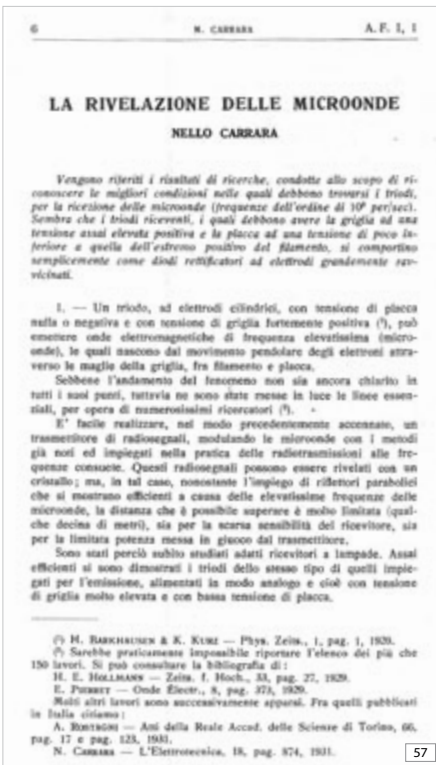 6 N. CARRARA A. F. I, 1
LA RIVELAZIONE DELLE MICROONDE
NELLO CARRARA
Vengono riferiti i risultati di ricerche, condotte allo scopo di ri-
conoscere le migliori condizioni nelle quali debbono trovarsi i triodi,
per la ricezione delle microonde (frequenze dell'ordine di 10⁹ per/sec).
Sembra che i triodi riceventi, i quali debbono avere la griglia ad una
tensione assai elevata positiva e la placca ad una tensione di poco in-
feriore a quella dell'estremo positivo del filamento, si comportino
semplicemente come diodi rettificatori ad elettrodi grandemente rav-
vicinati.
1. — Un triodo, ad elettrodi cilindrici, con tensione di placca
nulla o negativa e con tensione di griglia fortemente positiva (¹), può
emettere onde elettromagnetiche di frequenza elevatissima (micro-
onde), le quali nascono dal movimento pendolare degli elettroni attra-
verso le maglie della griglia, fra filamento e placca.
Sebbene l'andamento del fenomeno non sia ancora chiarito in
tutti i suoi punti, tuttavia ne sono state messe in luce le linee essen-
ziali, per opera di numerosissimi ricercatori (²).
E' facile realizzare, nel modo precedentemente accennato, un
trasmettitore di radiosegnali, modulando le microonde con i metodi
già noti ed impiegati nella pratica delle radiotrasmissioni alle fre-
quenze consuete. Questi radiosegnali possono essere rivelati con un
cristallo; ma, in tal caso, nonostante l'impiego di riflettori parabolici
che si mostrano efficienti a causa delle elevatissime frequenze delle
microonde, la distanza che è possibile superare è molto limitata (qual-
che decina di metri), sia per la scarsa sensibilità del ricevitore, sia
per la limitata potenza messa in giuoco dal trasmettitore.
Sono stati perciò subito studiati adatti ricevitori a lampade. Assai
efficienti si sono dimostrati i triodi dello stesso tipo di quelli impie-
gati per l'emissione, alimentati in modo analogo e cioè con tensione
di griglia molto elevata e con bassa tensione di placca.
(¹) H. BARKHAUSEN & K. KURZ — Phys. Zeits., 1, pag. 1, 1920.
(²) Sarebbe praticamente impossibile riportare l'elenco dei più che
150 lavori. Si può consultare la bibliografia di:
H. E. HOLLMANN — Zeits. f. Hoch., 33, pag. 27, 1929.
E. PIERRET — Onde Électr., 8, pag. 373, 1929.
Molti altri lavori sono successivamente apparsi. Fra quelli pubblicati
in Italia citiamo:
A. ROSTAGNI — Atti della Reale Accad. delle Scienze di Torino, 66,
pag. 17 e pag. 123, 1931.
N. CARRARA — L'Elettrotecnica, 18, pag. 874, 1931.
57